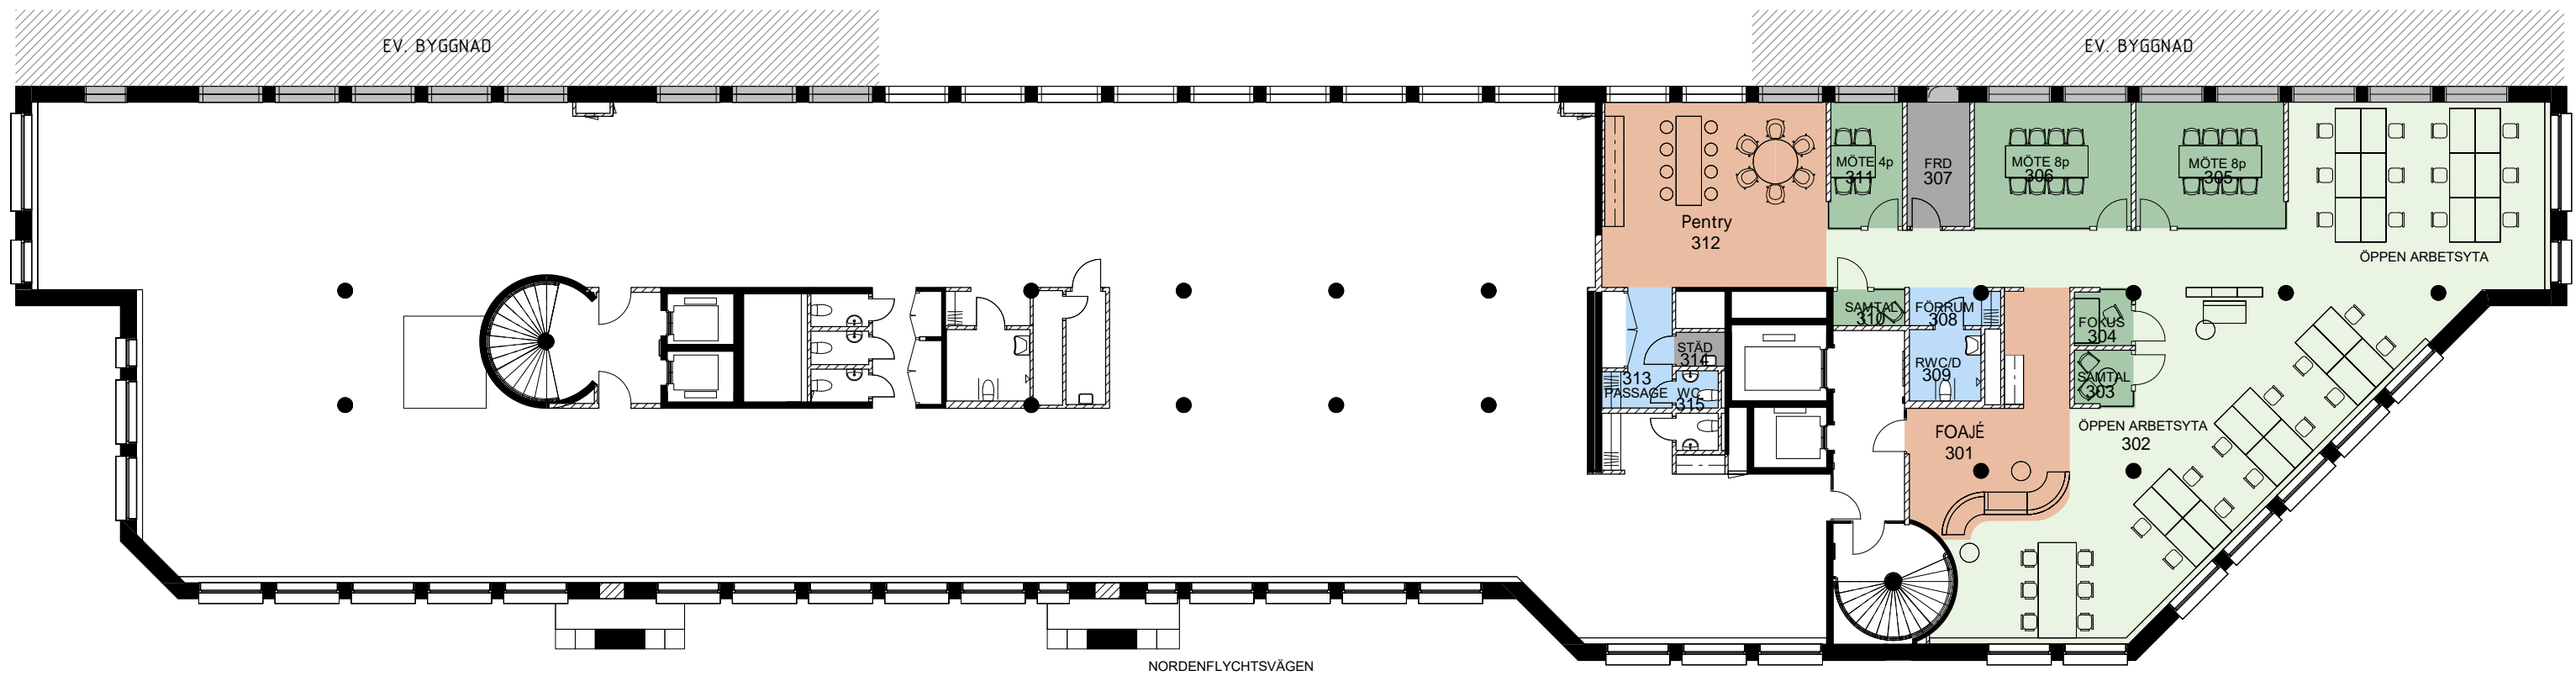 EV. BYGGNAD
EV. BYGGNAD
MÖTE 4p
311
FRD
307
MÖTE 8p
306
MÖTE 8p
305
Pentry
312
ÖPPEN ARBETSYTA
SAMTAL
310
FÖRRUM
308
FOKUS
304
STÄD
314
RWC/D
309
SAMTAL
303
313
PASSAGE
WC
315
FOAJÉ
301
ÖPPEN ARBETSYTA
302
NORDENFLYCHTSVÄGEN